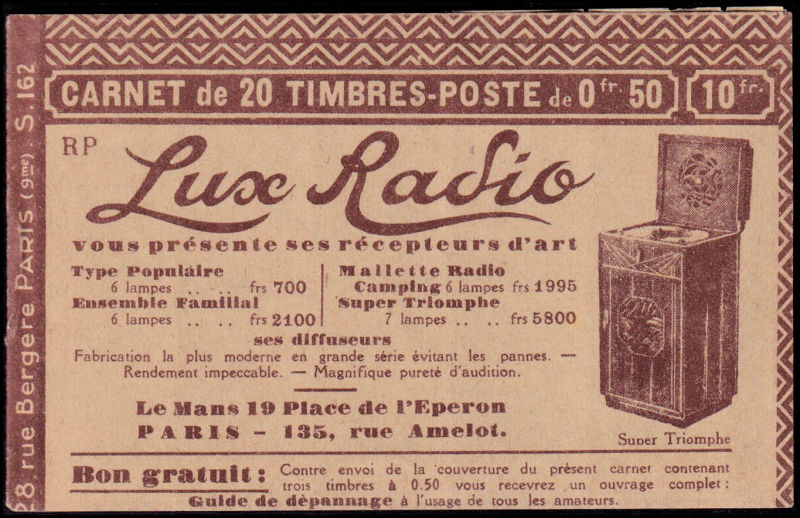 CARNET de 20 TIMBRES-POSTE de 0 fr. 50 10 fr.
RP
Lux Radio
vous présente ses récepteurs d'art
Type Populaire
6 lampes .. .. frs 700
Ensemble Familial
6 lampes .. .. frs 2100
Mallette Radio
Camping 6 lampes frs 1995
Super Triomphe
7 lampes .. .. frs 5800
ses diffuseurs
Fabrication la plus moderne en grande série évitant les pannes. —
Rendement impeccable. — Magnifique pureté d'audition.
Le Mans 19 Place de l'Eperon
PARIS - 135, rue Amelot.
Super Triomphe
Bon gratuit : Contre envoi de la couverture du présent carnet contenant
trois timbres à 0.50 vous recevrez un ouvrage complet :
Guide de dépannage à l'usage de tous les amateurs.
28 rue Bergère PARIS (9me) S. 162